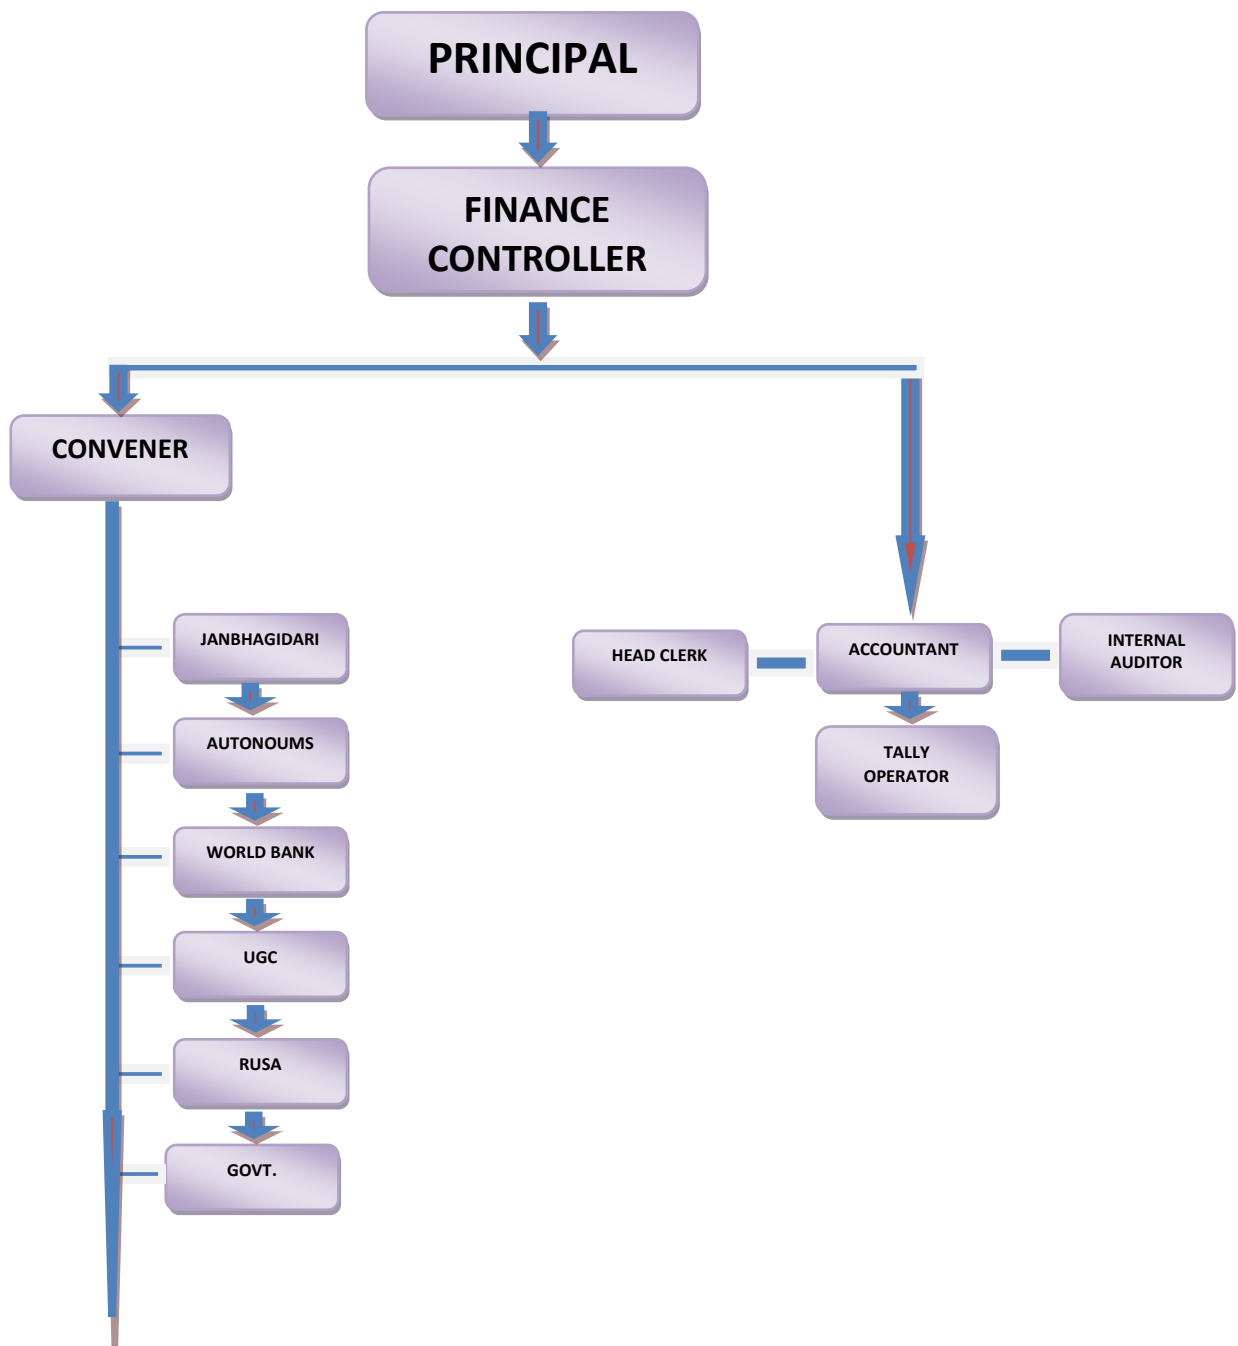 PRINCIPAL
FINANCE
CONTROLLER
CONVENER
JANBHAGIDARI
AUTONOUMS
WORLD BANK
UGC
RUSA
GOVT.
HEAD CLERK
ACCOUNTANT
INTERNAL
AUDITOR
TALLY
OPERATOR